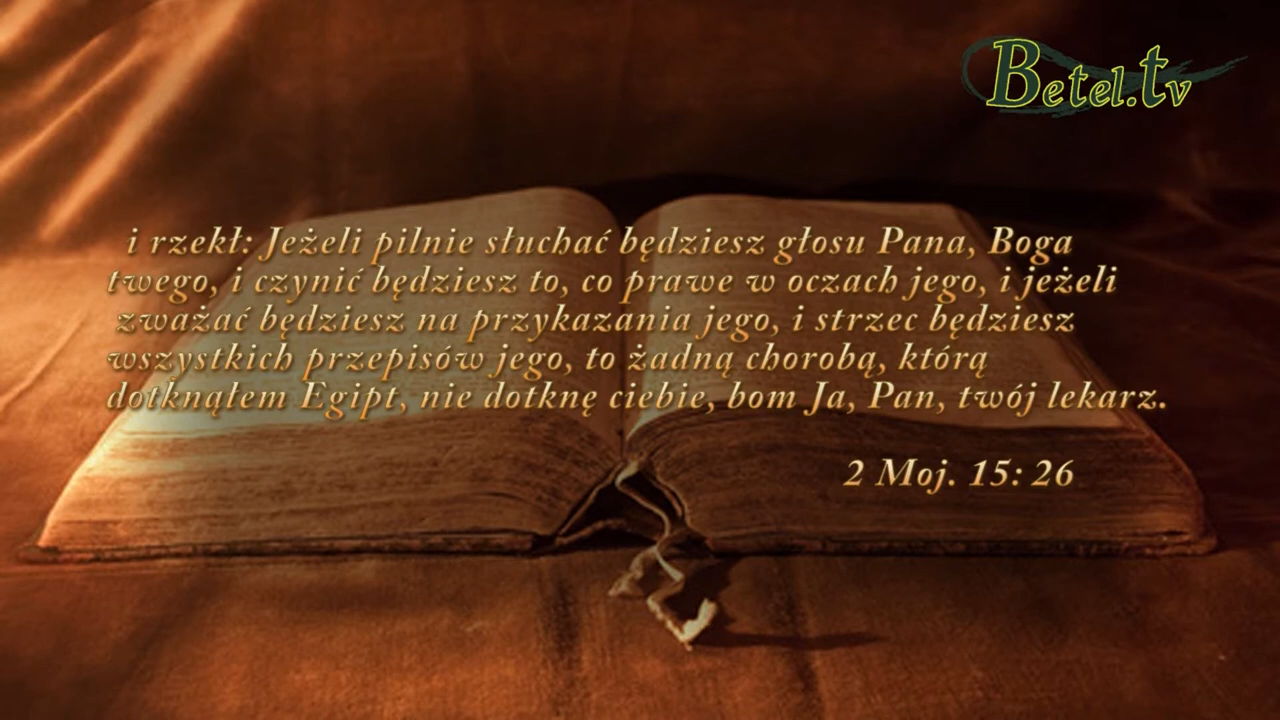 Betel.tv
i rzekł: Jeżeli pilnie słuchać będziesz głosu Pana, Boga
twego, i czynić będziesz to, co prawe w oczach jego, i jeżeli
zważać będziesz na przykazania jego, i strzec będziesz
wszystkich przepisów jego, to żadną chorobą, którą
dotknąłem Egipt, nie dotknę ciebie, bom Ja, Pan, twój lekarz.
2 Moj. 15: 26